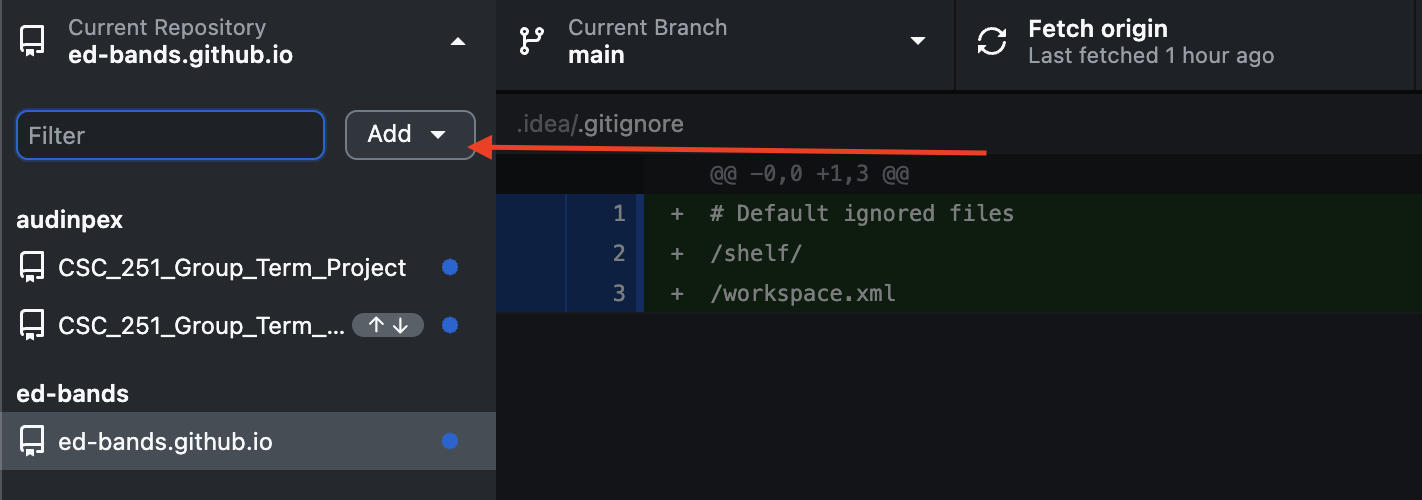 Current Repository
ed-bands.github.io
Current Branch
main
Fetch origin
Last fetched 1 hour ago
Filter
Add
audinpex
CSC_251_Group_Term_Project
CSC_251_Group_Term_...
ed-bands
ed-bands.github.io
.idea/.gitignore
@@ -0,0 +1,3 @@
1 + # Default ignored files
2 + /shelf/
3 + /workspace.xml